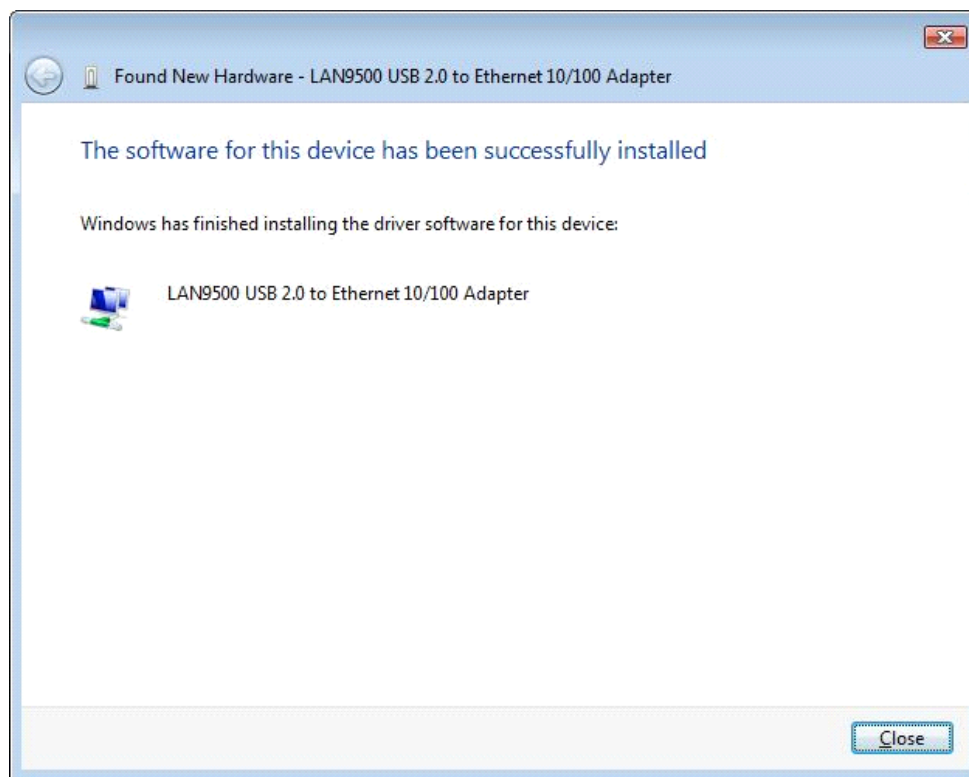 Found New Hardware - LAN9500 USB 2.0 to Ethernet 10/100 Adapter
The software for this device has been successfully installed
Windows has finished installing the driver software for this device:
LAN9500 USB 2.0 to Ethernet 10/100 Adapter
Close